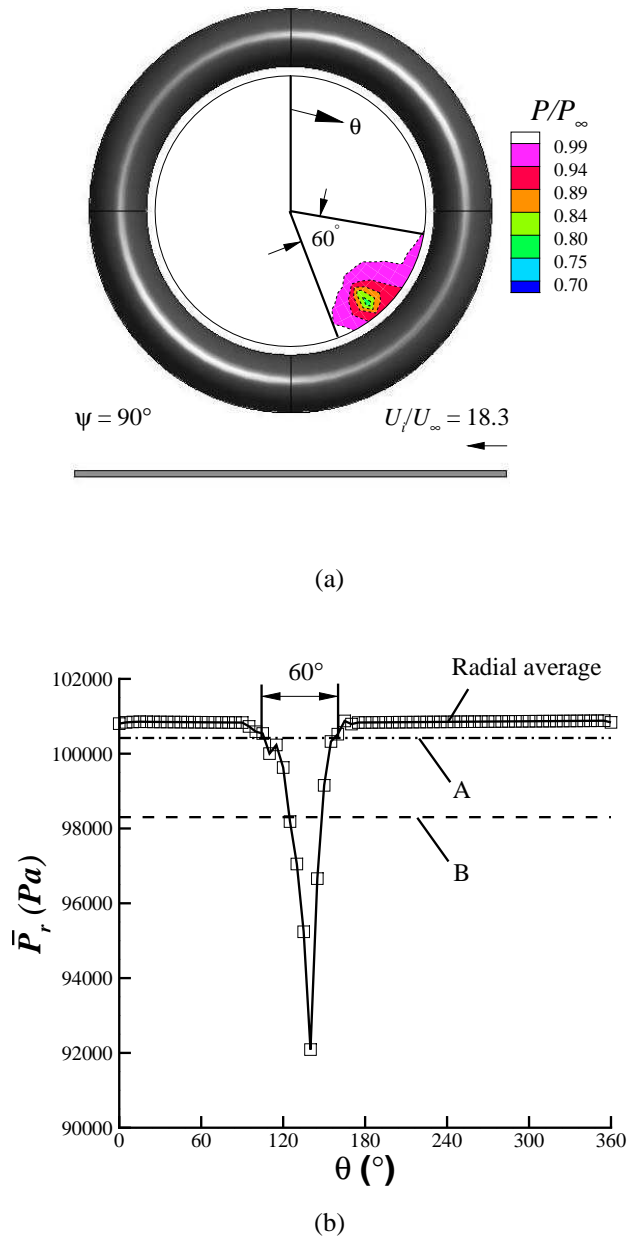 θ
60°
P/P∞
0.99
0.94
0.89
0.84
0.80
0.75
0.70
ψ = 90°
Ui/U∞ = 18.3
(a)
102000
100000
98000
96000
94000
92000
90000
60°
Radial average
A
B
P̄r (Pa)
0 60 120 180 240 300 360
θ (°)
(b)